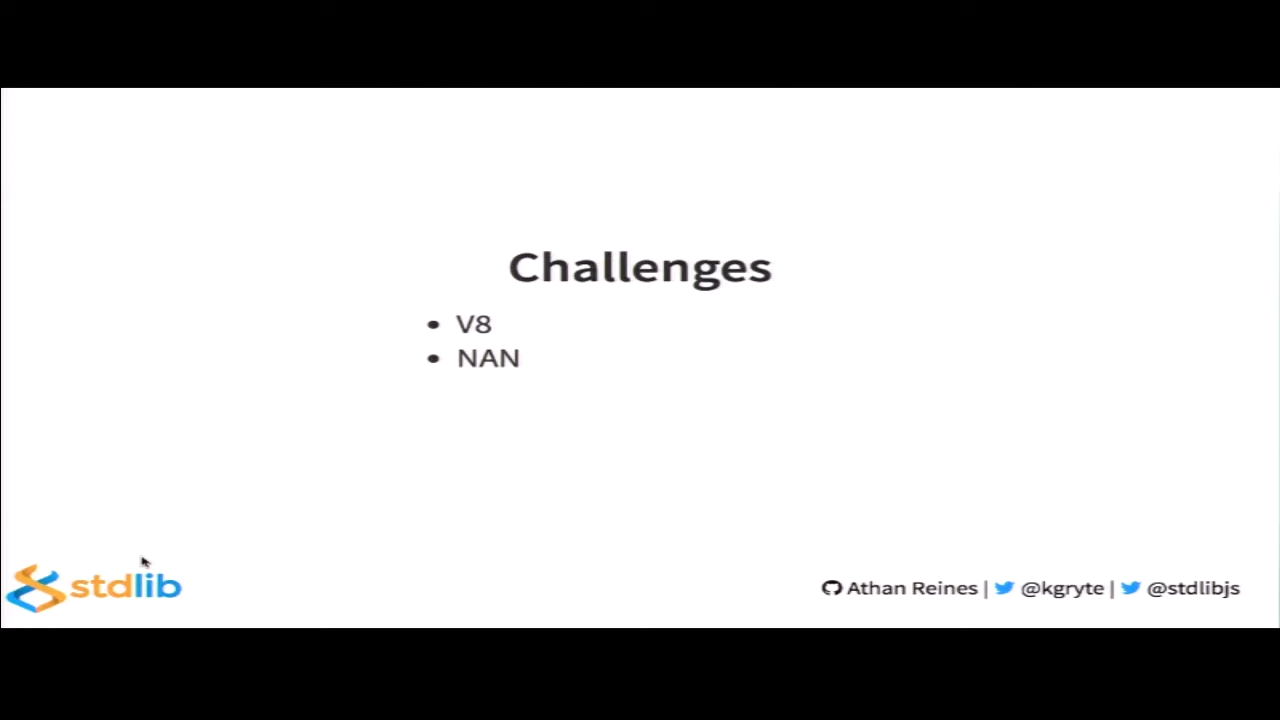 Challenges
• V8
• NAN
stdlib
Athan Reines | @kgryte | @stdlibjs